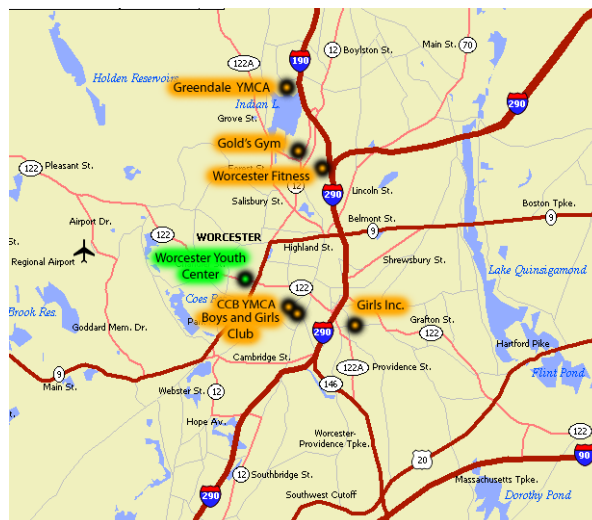 190
12
Boylston St.
Main St.
70
122A
Holden Reservoirs
Greendale YMCA
Indian L.
290
Grove St.
Gold's Gym
122
Pleasant St.
Worcester Fitness
12
Lincoln St.
290
Salisbury St.
Boston Tpke.
Airport Dr.
Belmont St.
9
122
WORCESTER
9
St.
Highland St.
Regional Airport
Worcester Youth
Center
Shrewsbury St.
Lake Quinsigamond
122
Coes
CCB YMCA
Girls Inc.
Brook Res.
Boys and Girls
Club
Grafton St.
122
Goddard Mem. Dr.
290
Hartford Pike
Cambridge St.
122A
Providence St.
9
Main St.
146
Flint Pond
Webster St.
12
Hope Av.
Worcester-
Providence Tpke.
122
20
90
12
Southbridge St.
Massachusetts Tpke.
290
Southwest Cutoff
Dorothy Pond